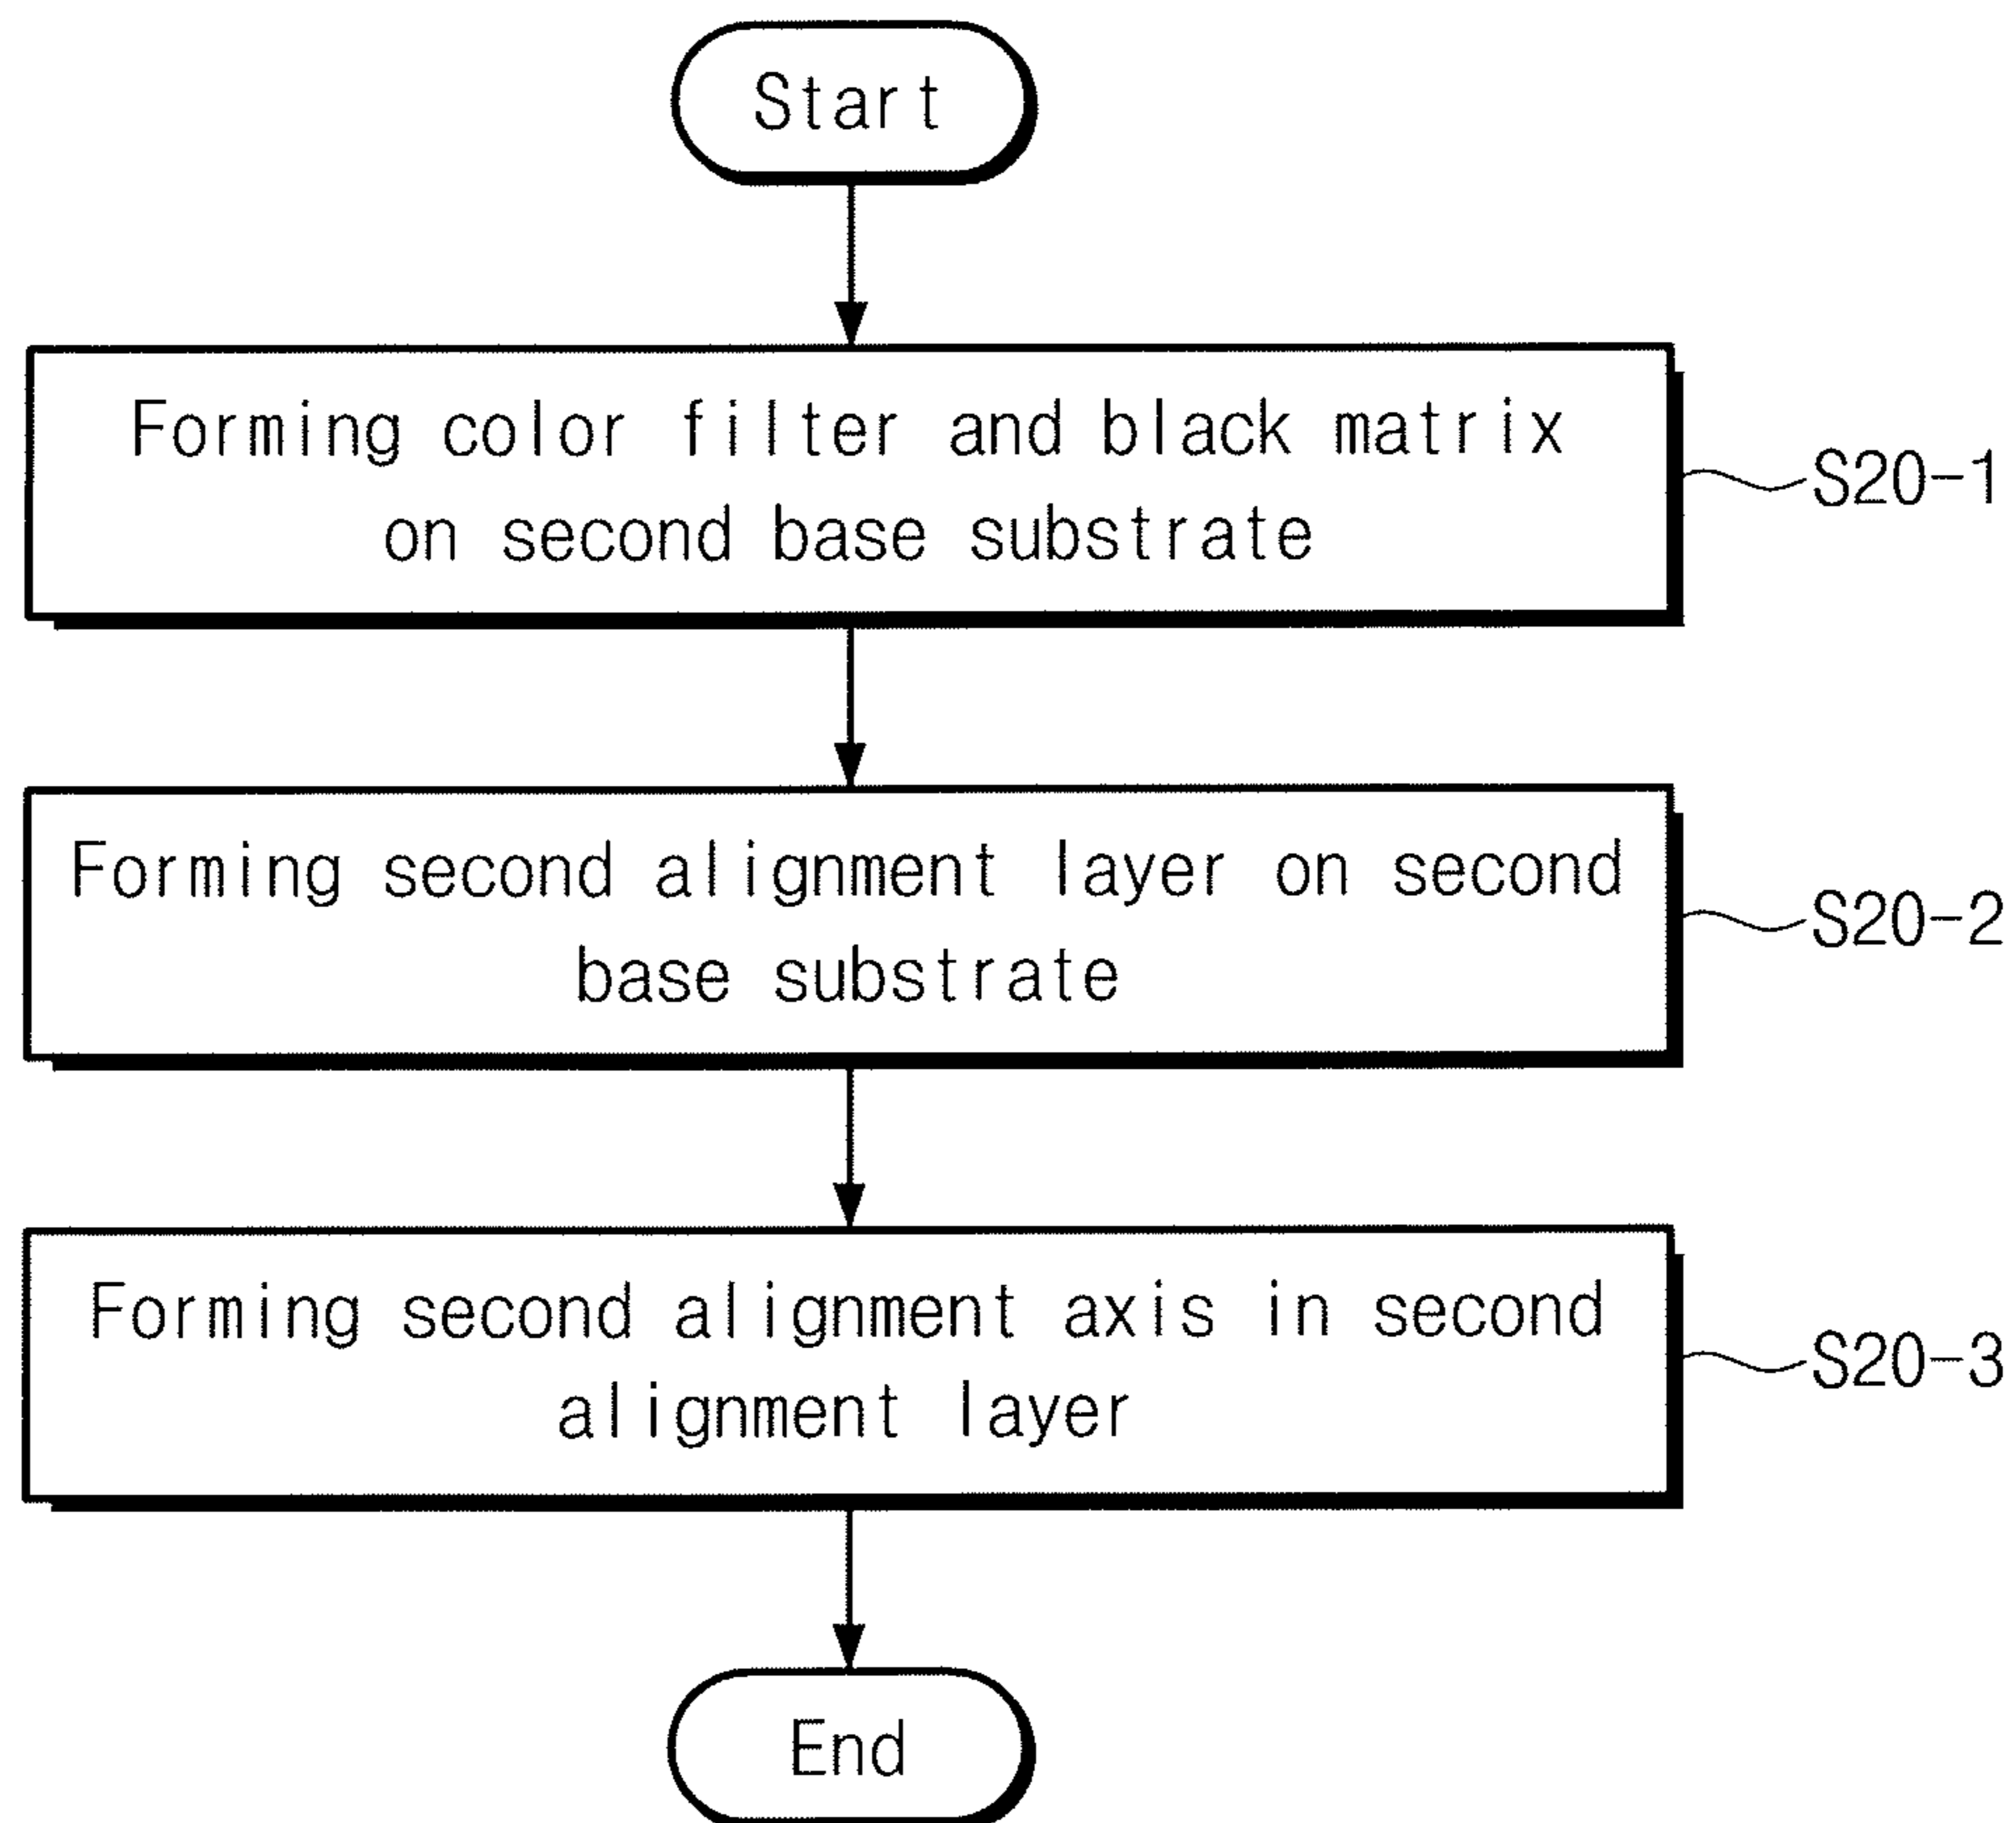 Start
Forming color filter and black matrix
on second base substrate
S20-1
Forming second alignment layer on second
base substrate
S20-2
Forming second alignment axis in second
alignment layer
S20-3
End